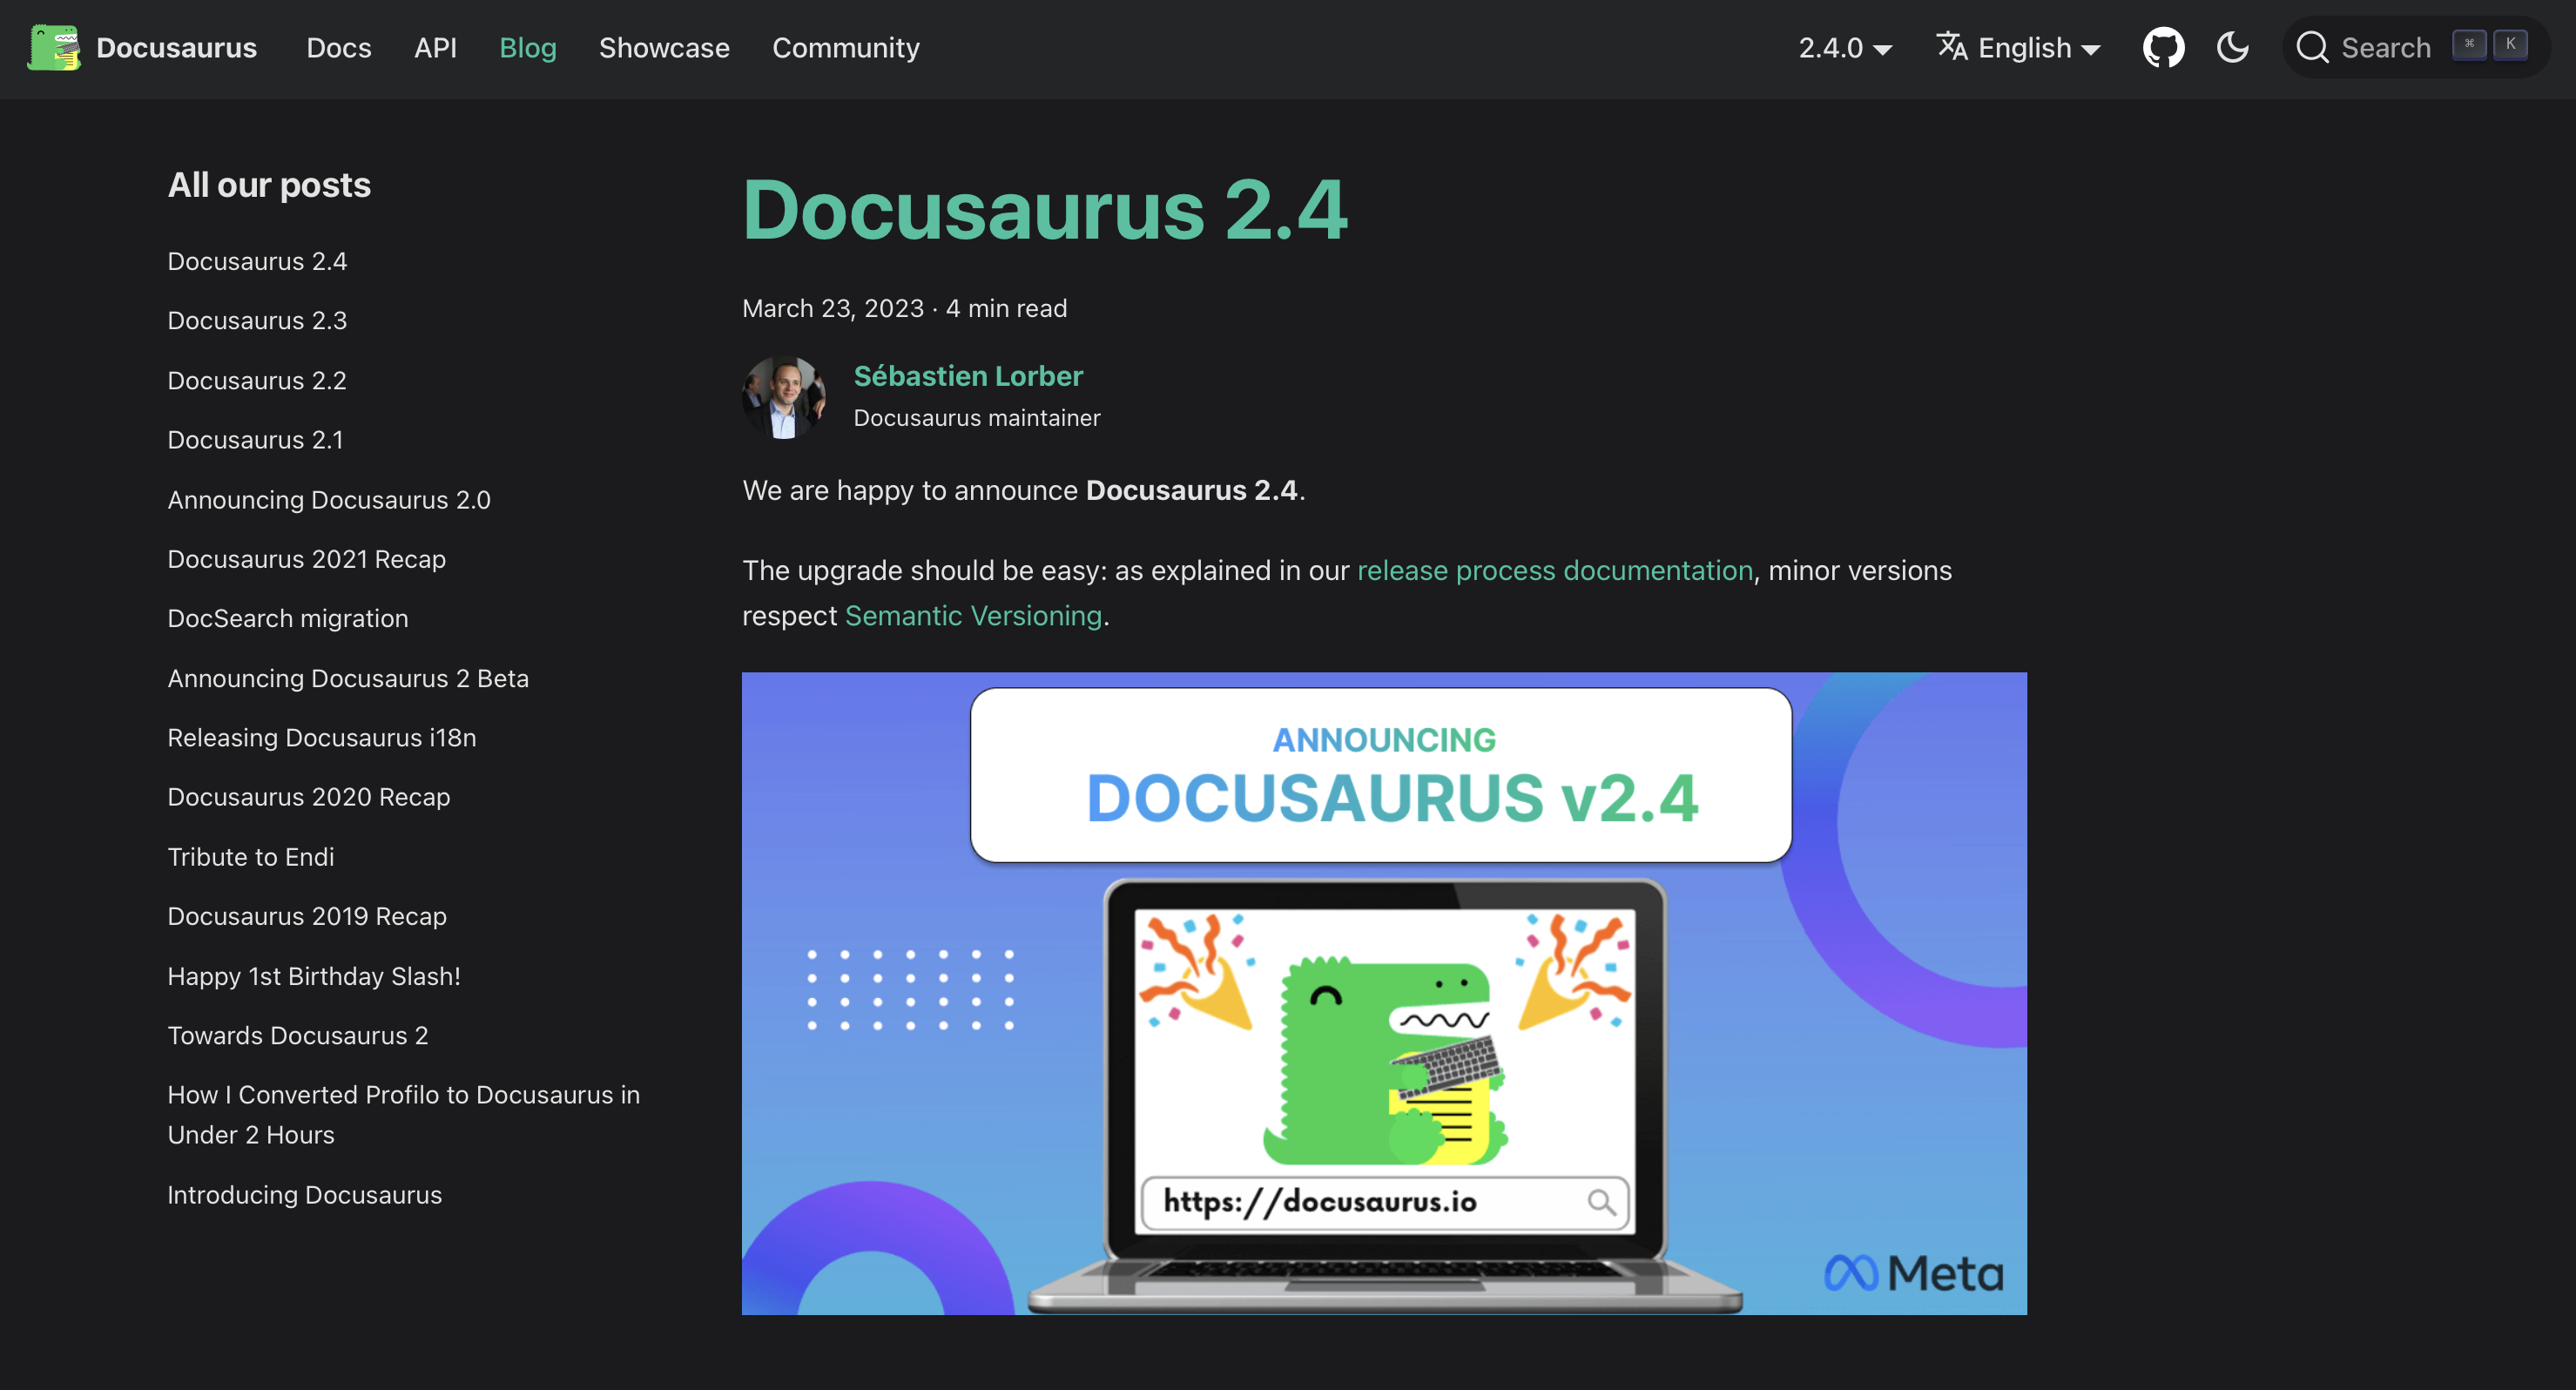 Docusaurus Docs API Blog Showcase Community 2.4.0 English Search ⌘ K
All our posts
Docusaurus 2.4
Docusaurus 2.3
Docusaurus 2.2
Docusaurus 2.1
Announcing Docusaurus 2.0
Docusaurus 2021 Recap
DocSearch migration
Announcing Docusaurus 2 Beta
Releasing Docusaurus i18n
Docusaurus 2020 Recap
Tribute to Endi
Docusaurus 2019 Recap
Happy 1st Birthday Slash!
Towards Docusaurus 2
How I Converted Profilo to Docusaurus in
Under 2 Hours
Introducing Docusaurus
Docusaurus 2.4
March 23, 2023 · 4 min read
Sébastien Lorber
Docusaurus maintainer
We are happy to announce Docusaurus 2.4.
The upgrade should be easy: as explained in our release process documentation, minor versions
respect Semantic Versioning.
ANNOUNCING
DOCUSAURUS v2.4
https://docusaurus.io
Meta